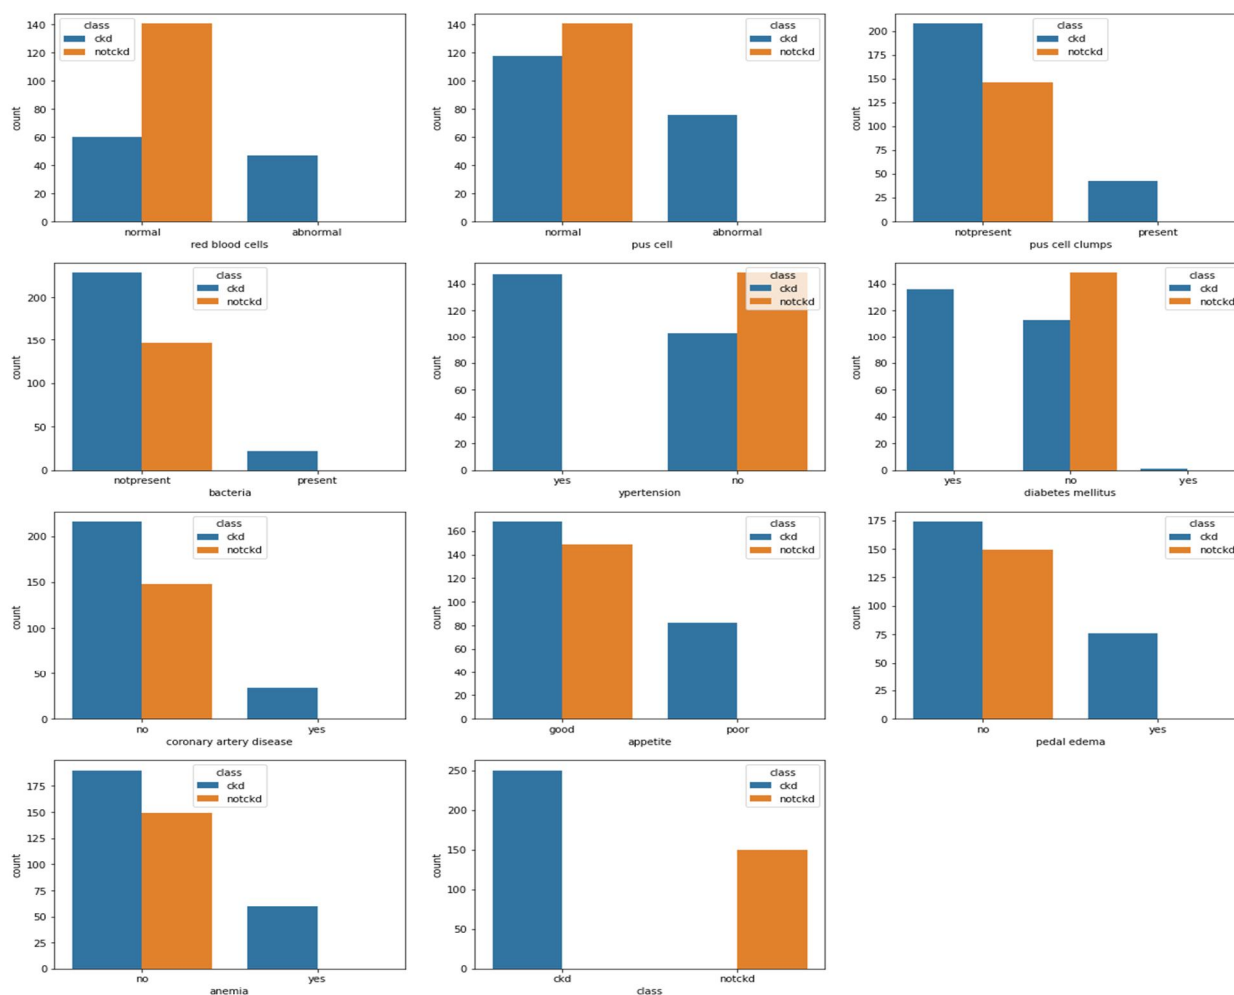 class
ckd
notckd
140
120
100
80
60
40
20
0
count
normal abnormal
red blood cells
class
ckd
notckd
140
120
100
80
60
40
20
0
count
normal abnormal
pus cell
class
ckd
notckd
200
175
150
125
100
75
50
25
0
count
notpresent present
pus cell clumps
class
ckd
notckd
200
150
100
50
0
count
notpresent present
bacteria
class
ckd
notckd
140
120
100
80
60
40
20
0
count
yes no
ypertension
class
ckd
notckd
140
120
100
80
60
40
20
0
count
yes no yes
diabetes mellitus
class
ckd
notckd
200
150
100
50
0
count
no yes
coronary artery disease
class
ckd
notckd
160
140
120
100
80
60
40
20
0
count
good poor
appetite
class
ckd
notckd
175
150
125
100
75
50
25
0
count
no yes
pedal edema
class
ckd
notckd
175
150
125
100
75
50
25
0
count
no yes
anemia
class
ckd
notckd
250
200
150
100
50
0
count
ckd notckd
class